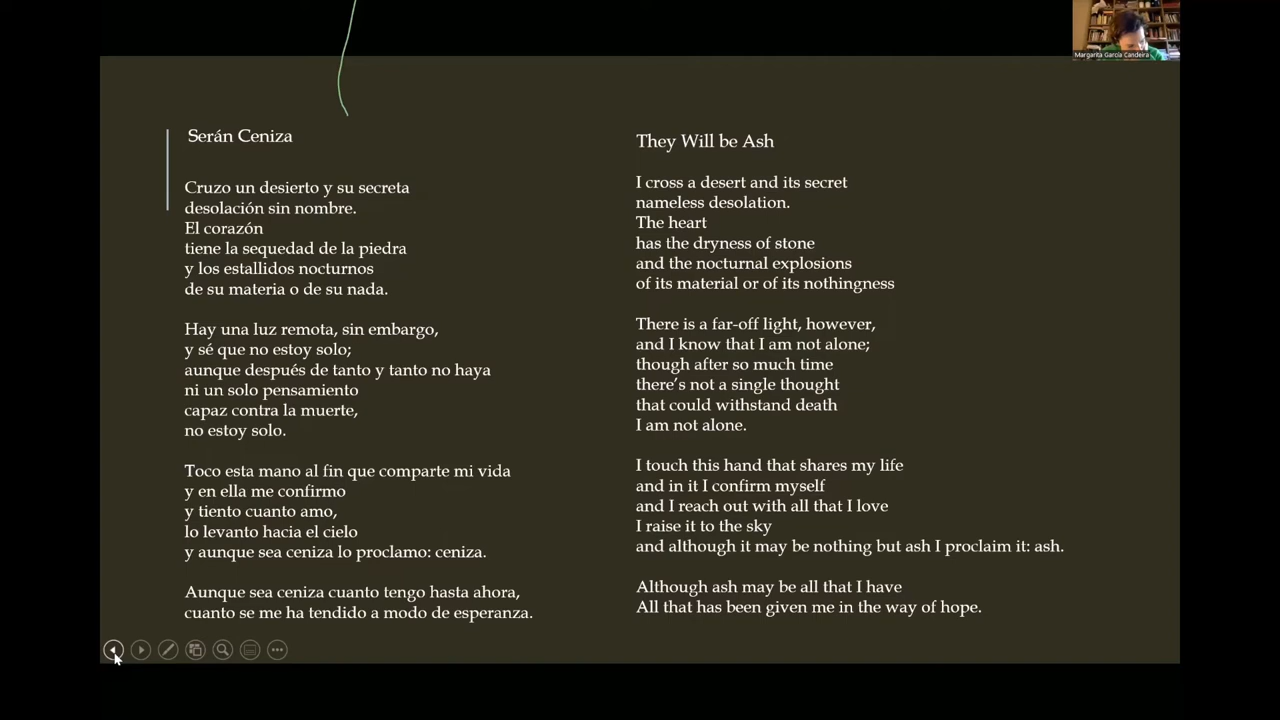 Margarita García Candeira
Serán Ceniza
Cruzo un desierto y su secreta
desolación sin nombre.
El corazón
tiene la sequedad de la piedra
y los estallidos nocturnos
de su materia o de su nada.
Hay una luz remota, sin embargo,
y sé que no estoy solo;
aunque después de tanto y tanto no haya
ni un solo pensamiento
capaz contra la muerte,
no estoy solo.
Toco esta mano al fin que comparte mi vida
y en ella me confirmo
y tiento cuanto amo,
lo levanto hacia el cielo
y aunque sea ceniza lo proclamo: ceniza.
Aunque sea ceniza cuanto tengo hasta ahora,
cuanto se me ha tendido a modo de esperanza.
They Will be Ash
I cross a desert and its secret
nameless desolation.
The heart
has the dryness of stone
and the nocturnal explosions
of its material or of its nothingness
There is a far-off light, however,
and I know that I am not alone;
though after so much time
there’s not a single thought
that could withstand death
I am not alone.
I touch this hand that shares my life
and in it I confirm myself
and I reach out with all that I love
I raise it to the sky
and although it may be nothing but ash I proclaim it: ash.
Although ash may be all that I have
All that has been given me in the way of hope.